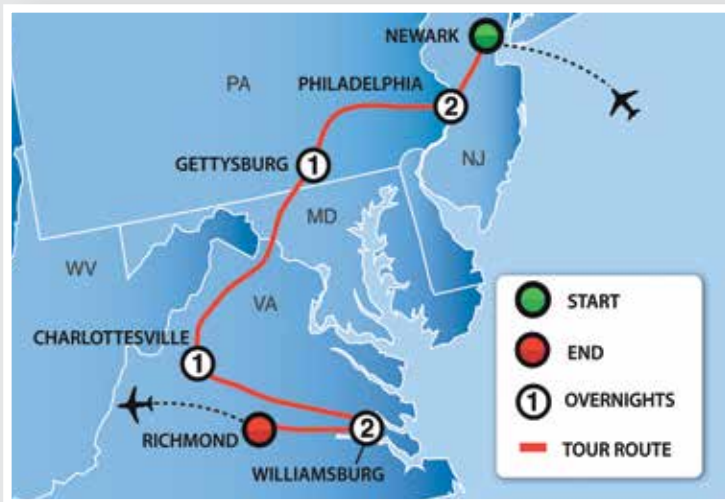 NEWARK
PA
PHILADELPHIA
2
NJ
GETTYSBURG
1
MD
WV
VA
START
END
CHARLOTTESVILLE
1
1 OVERNIGHTS
RICHMOND
2
WILLIAMSBURG
TOUR ROUTE